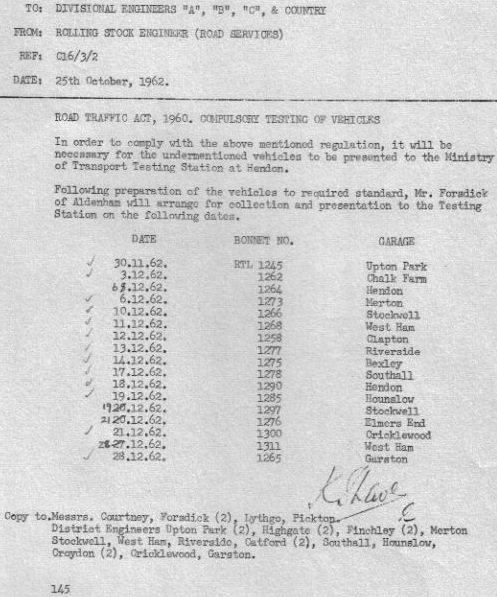 TO: DIVISIONAL ENGINEERS "A", "B", "C", & COUNTRY
FROM: ROLLING STOCK ENGINEER (ROAD SERVICES)
REF: C16/3/2
DATE: 25th October, 1962.
ROAD TRAFFIC ACT, 1960. COMPULSORY TESTING OF VEHICLES
In order to comply with the above mentioned regulation, it will be
necessary for the undermentioned vehicles to be presented to the Ministry
of Transport Testing Station at Hendon.
Following preparation of the vehicles to required standard, Mr. Forsdick
of Aldenham will arrange for collection and presentation to the Testing
Station on the following dates.
DATE BONNET NO. GARAGE
✓ 30.11.62. RTL 1245 Upton Park
✓ 3.12.62. 1262 Chalk Farm
.12.62. 1264 Hendon
✓ 6.12.62. 1273 Merton
✓ 10.12.62. 1266 Stockwell
✓ 11.12.62. 1268 West Ham
✓ 12.12.62. 1258 Clapton
✓ 13.12.62. 1277 Riverside
✓ 14.12.62. 1275 Bexley
✓ 17.12.62. 1278 Southall
✓ 18.12.62. 1290 Hendon
✓ 19.12.62. 1285 Hounslow
19 20.12.62. 1297 Stockwell
21 20.12.62. 1276 Elmers End
✓ 21.12.62. 1300 Cricklewood
28 27.12.62. 1311 West Ham
✓ 28.12.62. 1265 Garston
Copy to.Messrs. Courtney, Forsdick (2), Lythgo, Pickton.
District Engineers Upton Park (2), Highgate (2), Finchley (2), Merton
Stockwell, West Ham, Riverside, Catford (2), Southall, Hounslow,
Croydon (2), Cricklewood, Garston.
145